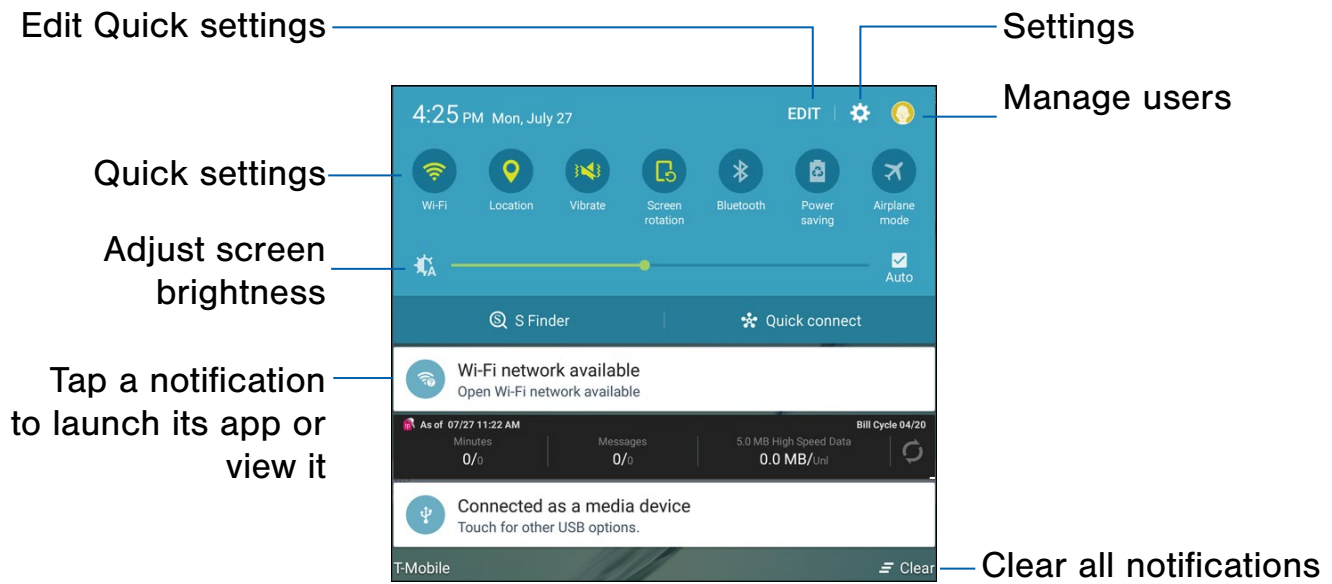 Edit Quick settings
Settings
Manage users
4:25 PM Mon, July 27
EDIT
Quick settings
Wi-Fi
Location
Vibrate
Screen
rotation
Bluetooth
Power
saving
Airplane
mode
Adjust screen
brightness
A
Auto
S Finder
Quick connect
Tap a notification
to launch its app or
view it
Wi-Fi network available
Open Wi-Fi network available
As of 07/27 11:22 AM
Bill Cycle 04/20
Minutes
0/0
Messages
0/0
5.0 MB High Speed Data
0.0 MB/Unl
Connected as a media device
Touch for other USB options.
T-Mobile
Clear
Clear all notifications